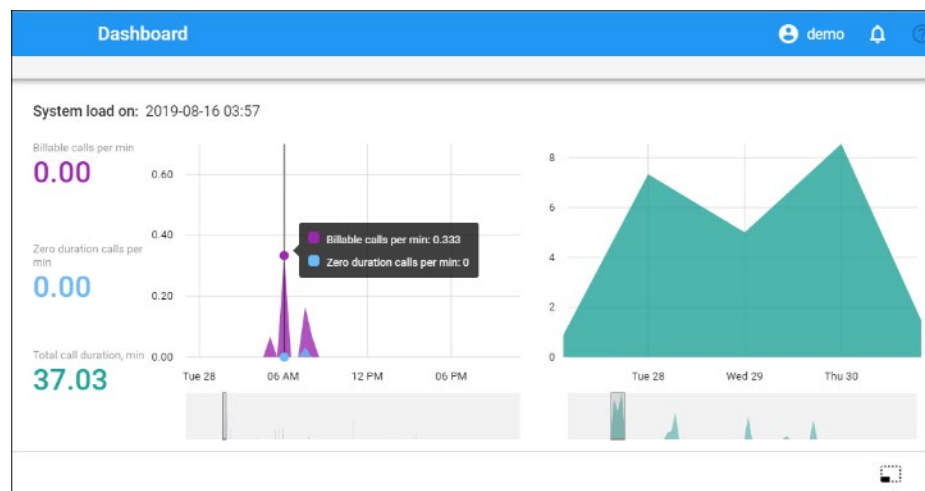 Dashboard
demo
System load on: 2019-08-16 03:57
Billable calls per min
0.00
Zero duration calls per
min
0.00
Total call duration, min
37.03
0.60
0.40
0.20
0.00
Billable calls per min: 0.333
Zero duration calls per min: 0
Tue 28
06 AM
12 PM
06 PM
8
6
4
2
0
Tue 28
Wed 29
Thu 30